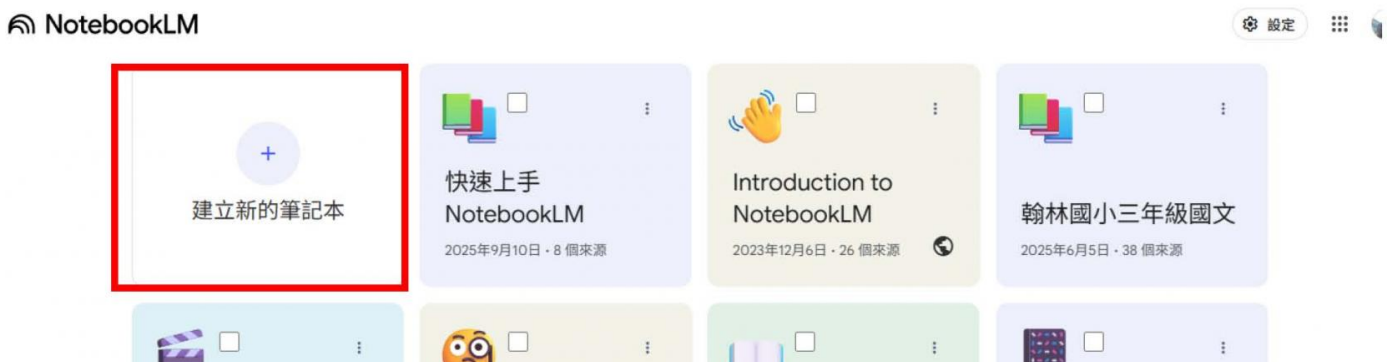 NotebookLM
設定
+
建立新的筆記本
快速上手
NotebookLM
2025年9月10日・8 個來源
Introduction to
NotebookLM
2023年12月6日・26 個來源
翰林國小三年級國文
2025年6月5日・38 個來源